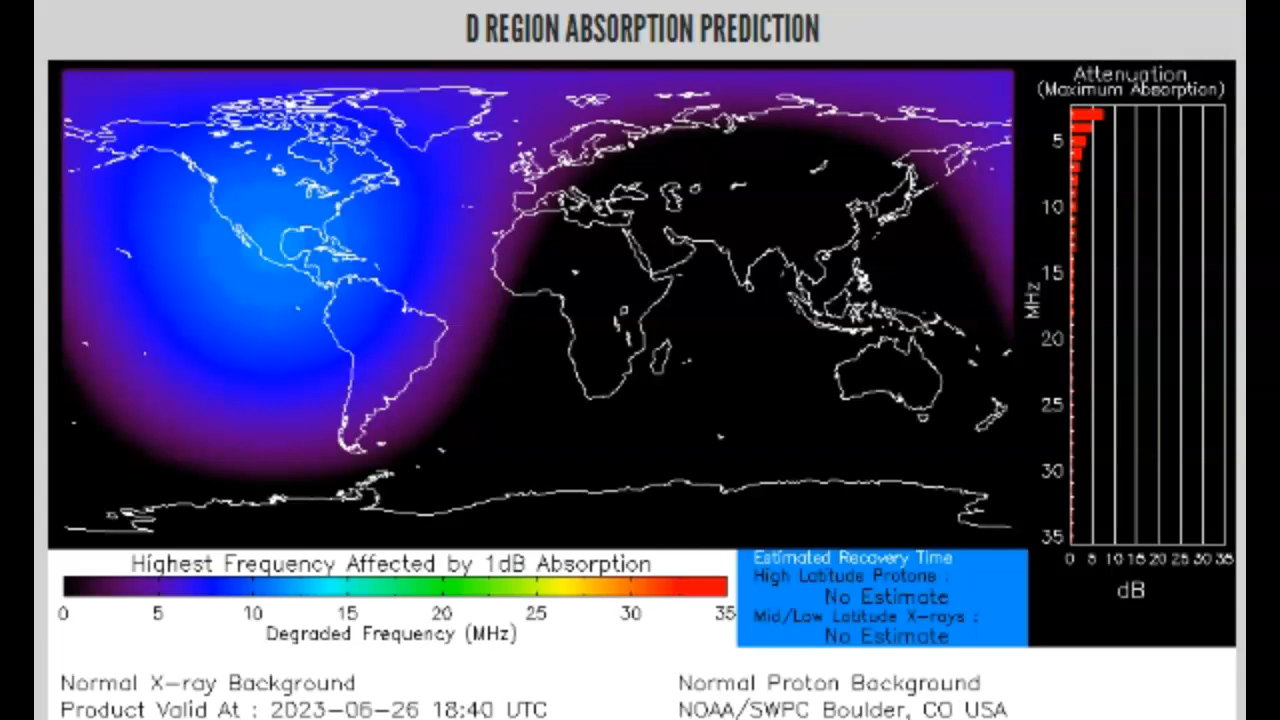 D REGION ABSORPTION PREDICTION
Attenuation
(Maximum Absorption)
5
10
15
20
25
30
35
MHz
0 5 10 15 20 25 30 35
dB
Highest Frequency Affected by 1dB Absorption
0 5 10 15 20 25 30 35
Degraded Frequency (MHz)
Estimated Recovery Time
High Latitude Protons :
No Estimate
Mid/Low Latitude X-rays :
No Estimate
Normal X-ray Background
Product Valid At : 2023-06-26 18:40 UTC
Normal Proton Background
NOAA/SWPC Boulder, CO USA